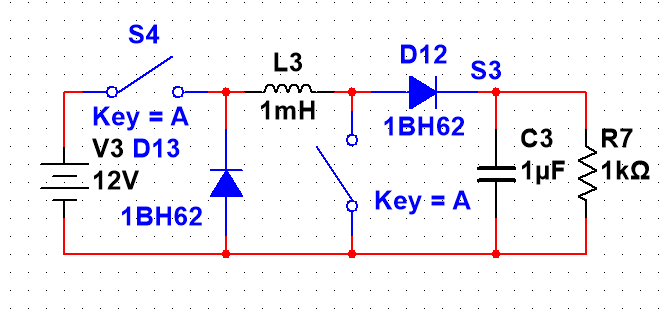 S4
Key = A
L3
1mH
D12
1BH62
S3
Key = A
V3
12V
D13
1BH62
C3
1µF
R7
1kΩ